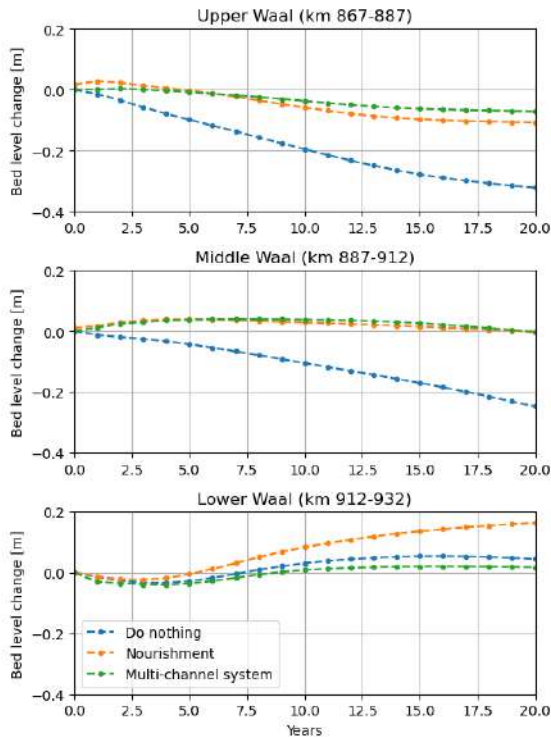 Upper Waal (km 867-887)
Bed level change [m]
0.2
0.0
−0.2
−0.4
0.0 2.5 5.0 7.5 10.0 12.5 15.0 17.5 20.0
Middle Waal (km 887-912)
Bed level change [m]
0.2
0.0
−0.2
−0.4
0.0 2.5 5.0 7.5 10.0 12.5 15.0 17.5 20.0
Lower Waal (km 912-932)
Bed level change [m]
0.2
0.0
−0.2
−0.4
Do nothing
Nourishment
Multi-channel system
0.0 2.5 5.0 7.5 10.0 12.5 15.0 17.5 20.0
Years